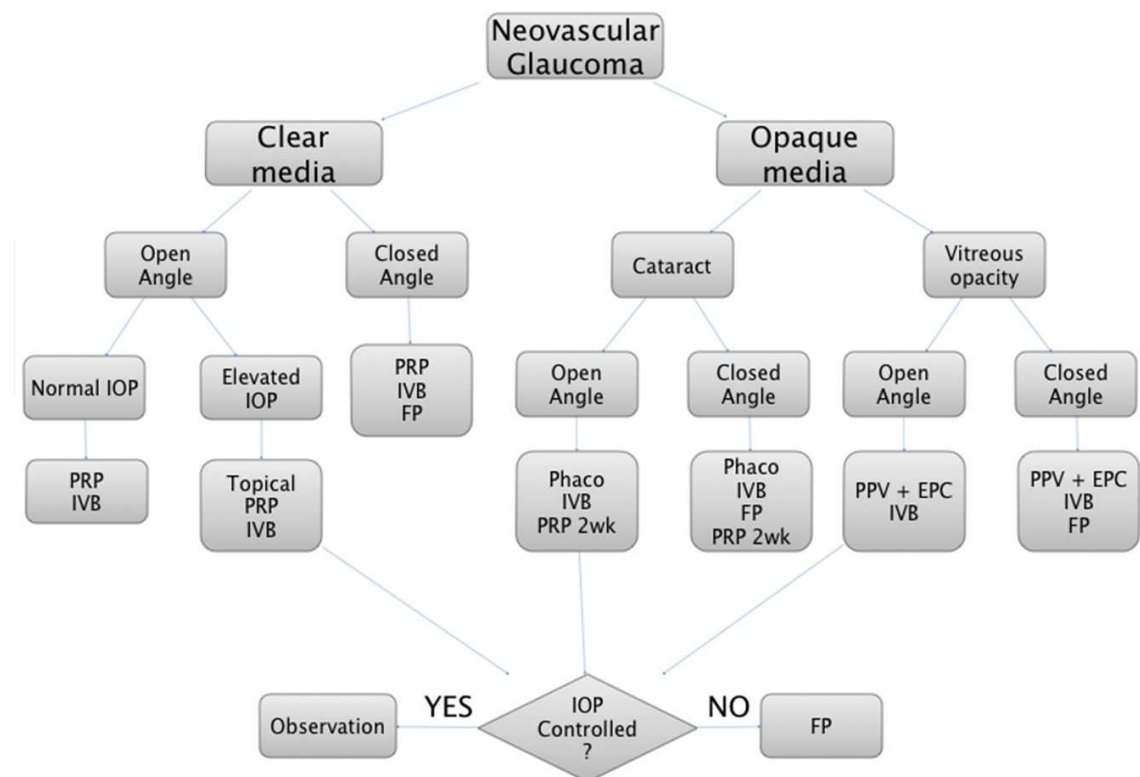 Neovascular
Glaucoma
Clear
media
Opaque
media
Open
Angle
Closed
Angle
Cataract
Vitreous
opacity
Normal IOP
Elevated
IOP
PRP
IVB
FP
Open
Angle
Closed
Angle
Open
Angle
Closed
Angle
PRP
IVB
Topical
PRP
IVB
Phaco
IVB
PRP 2wk
Phaco
IVB
FP
PRP 2wk
PPV + EPC
IVB
PPV + EPC
IVB
FP
Observation
YES
IOP
Controlled
?
NO
FP